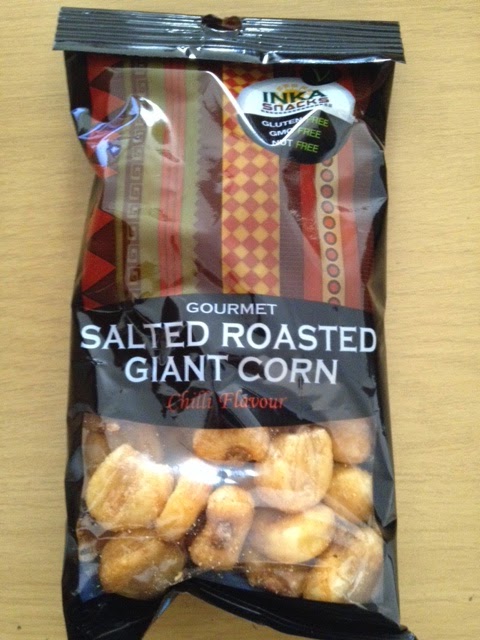 INKA
SNACKS
GLUTEN FREE
GMO FREE
NUT FREE
GOURMET
SALTED ROASTED
GIANT CORN
Chilli Flavour